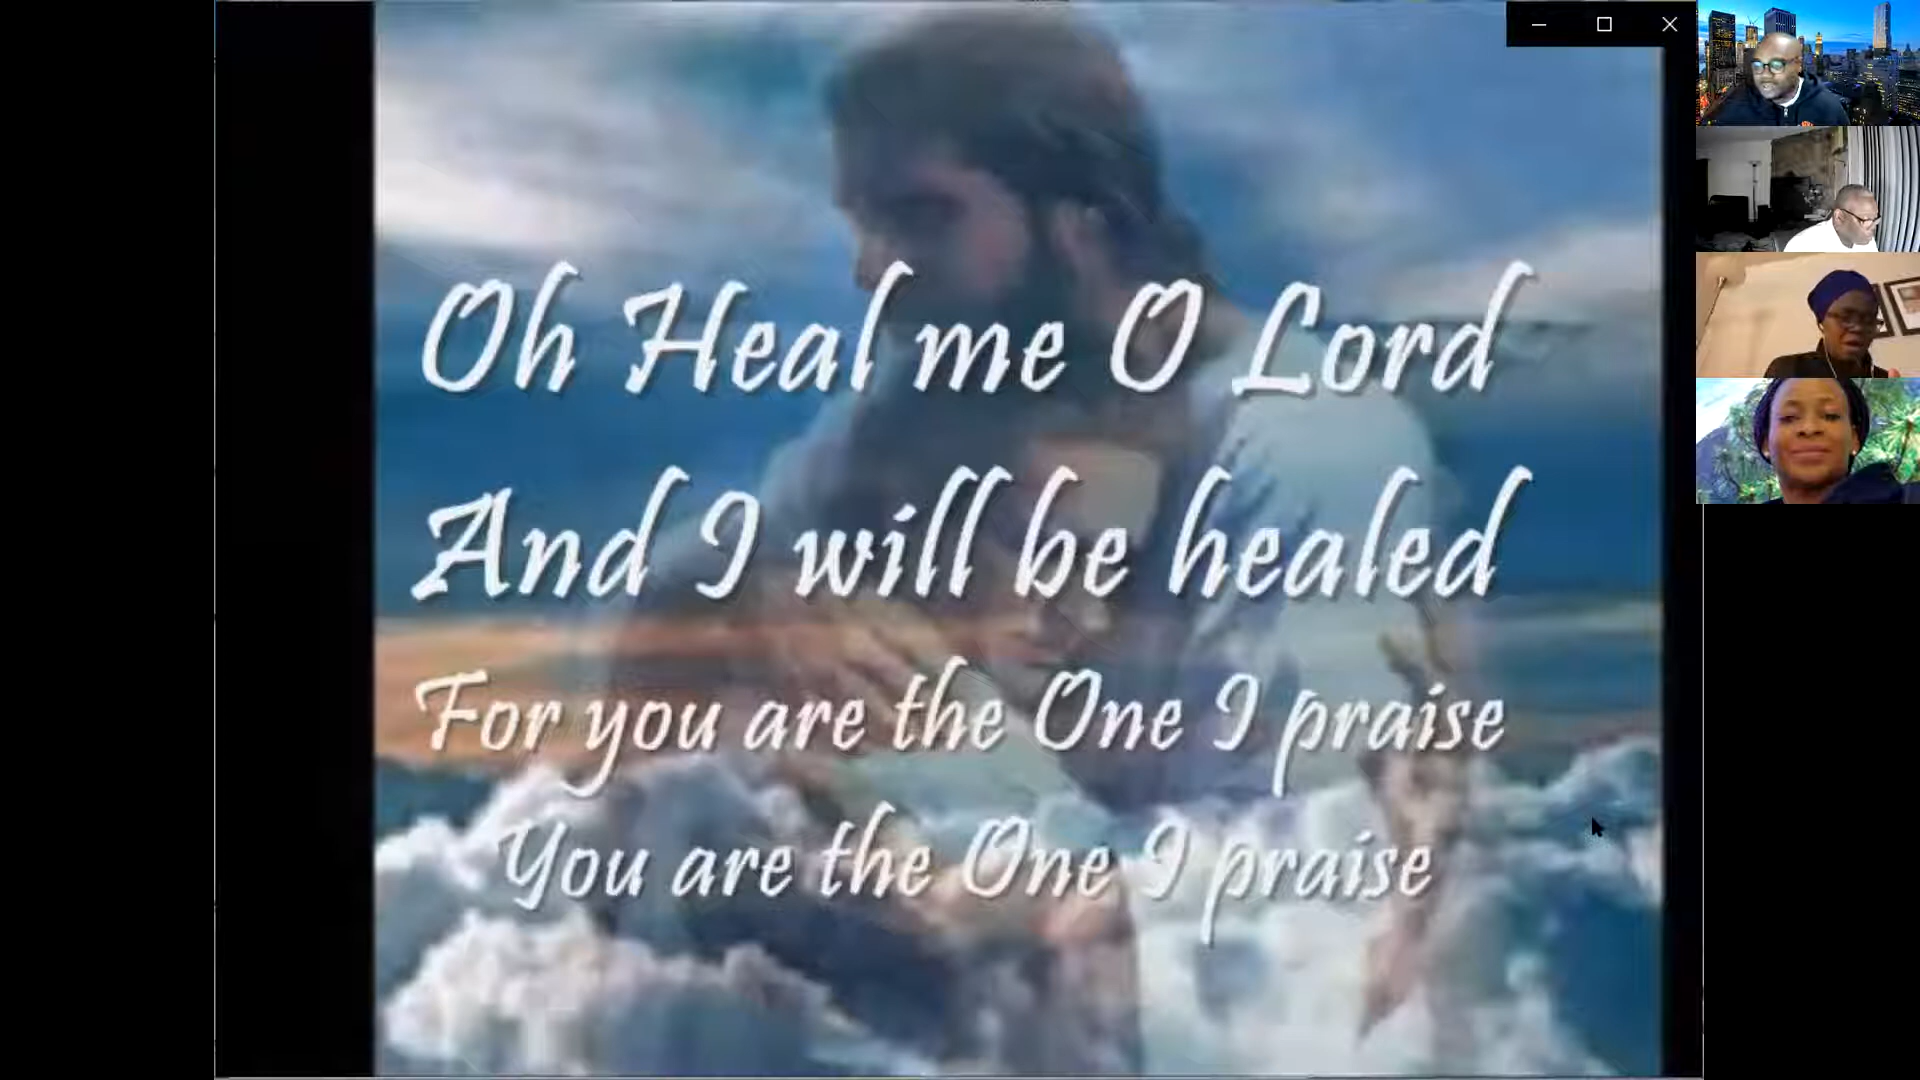 Oh Heal me O Lord
And I will be healed
For you are the One I praise
You are the One I praise